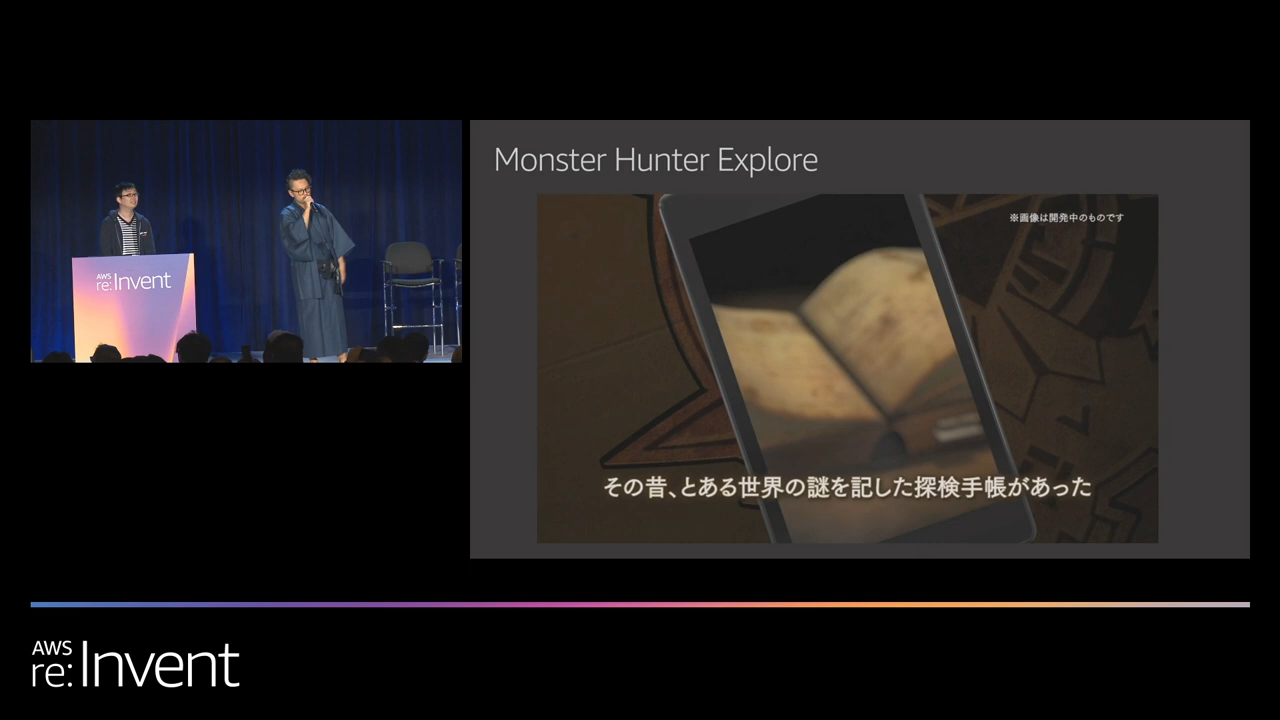 AWS
re:Invent
Monster Hunter Explore
※画像は開発中のものです
その昔、とある世界の謎を記した探検手帳があった
AWS
re:Invent